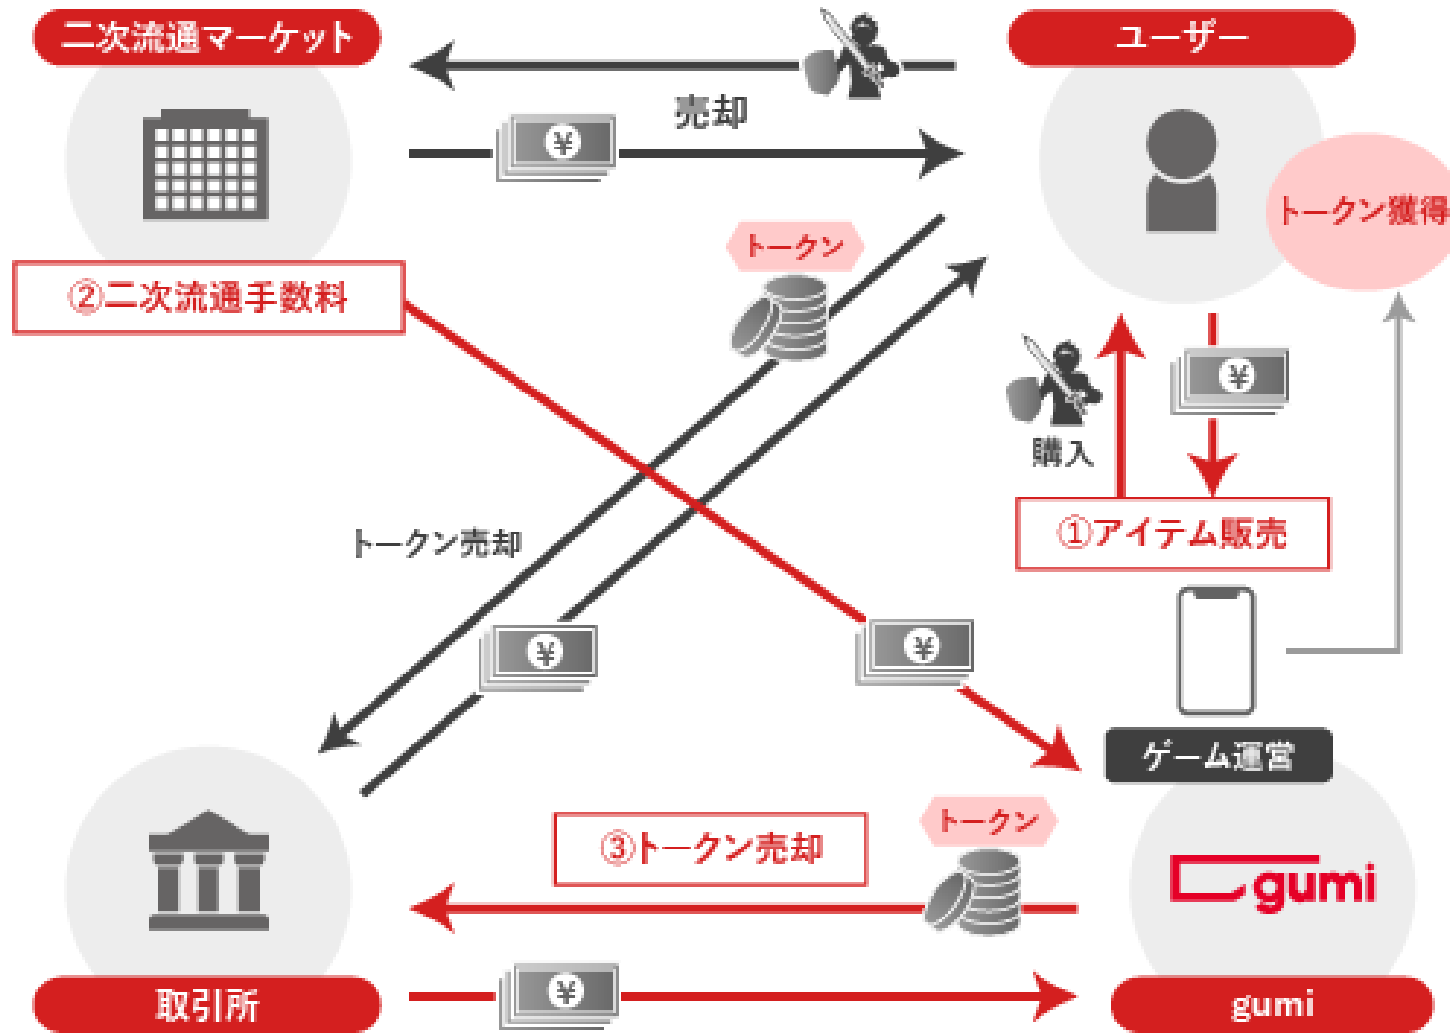 二次流通マーケット
ユーザー
売却
¥
トークン獲得
トークン
②二次流通手数料
¥
購入
トークン売却
①アイテム販売
¥
¥
ゲーム運営
トークン
③トークン売却
gumi
¥
取引所
gumi